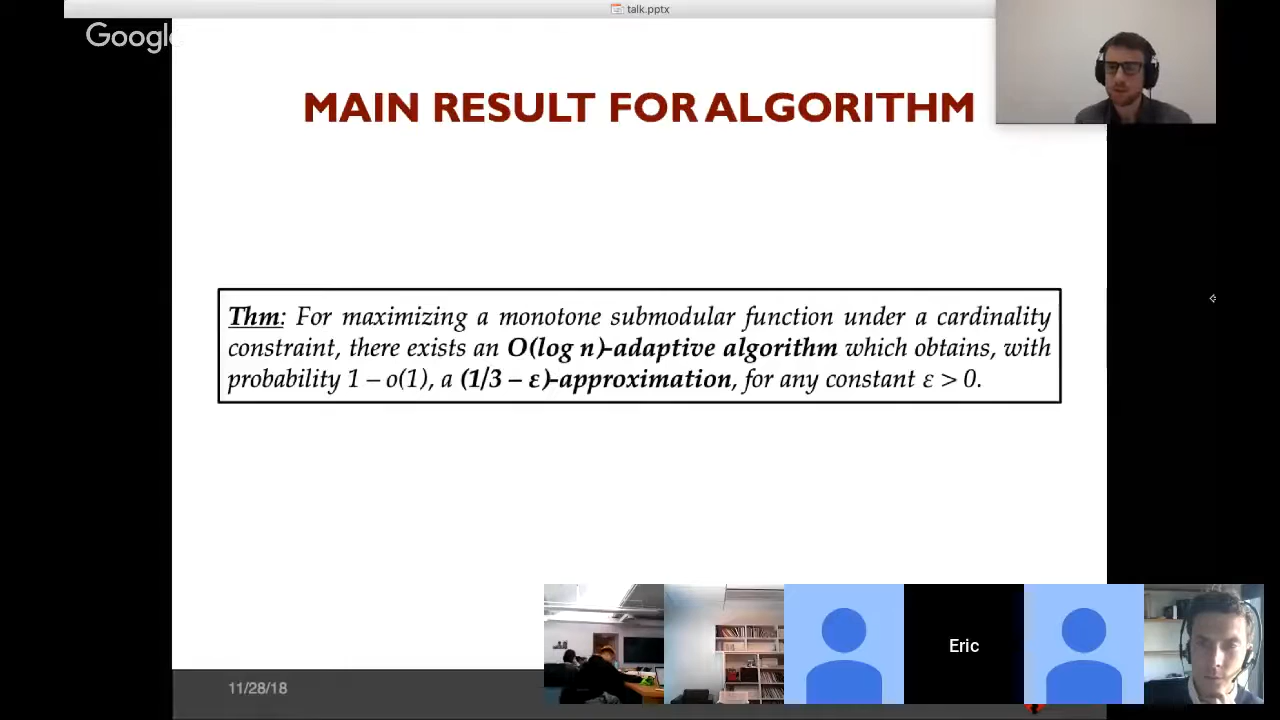 talk.pptx
Google
MAIN RESULT FOR ALGORITHM
Thm: For maximizing a monotone submodular function under a cardinality
constraint, there exists an O(log n)-adaptive algorithm which obtains, with
probability 1 – o(1), a (1/3 – ε)-approximation, for any constant ε > 0.
Eric
11/28/18